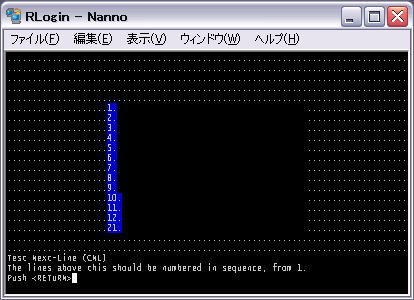 RLogin - Nanno
ファイル(F) 編集(E) 表示(V) ウィンドウ(W) ヘルプ(H)
1.
2.
3.
4.
5.
6.
7.
8.
9.
10.
11.
12.
21.
Test Next-Line (CNL)
The lines above this should be numbered in sequence, from 1.
Push <RETURN>